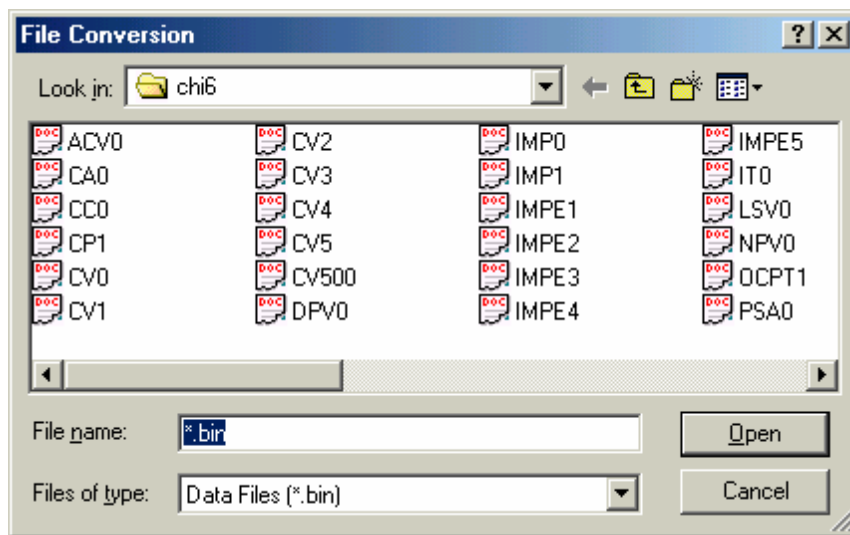 File Conversion
Look in: chi6
ACV0 CV2 IMP0 IMPE5
CA0 CV3 IMP1 IT0
CC0 CV4 IMPE1 LSV0
CP1 CV5 IMPE2 NPV0
CV0 CV500 IMPE3 OCPT1
CV1 DPV0 IMPE4 PSA0
File name: *.bin Open
Files of type: Data Files (*.bin) Cancel